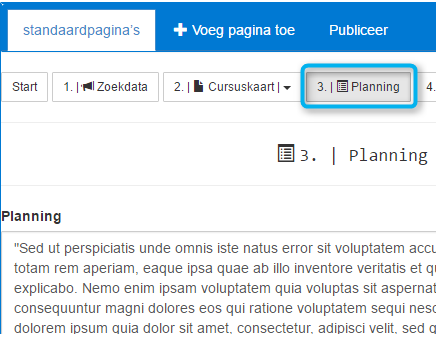 standaardpagina's Voeg pagina toe Publiceer
Start 1. | Zoekdata 2. | Cursuskaart | 3. | Planning 4.
3. | Planning
Planning
"Sed ut perspiciatis unde omnis iste natus error sit voluptatem accu
totam rem aperiam, eaque ipsa quae ab illo inventore veritatis et qu
explicabo. Nemo enim ipsam voluptatem quia voluptas sit aspernat
consequuntur magni dolores eos qui ratione voluptatem sequi nesc
dolorem ipsum quia dolor sit amet, consectetur, adipisci velit, sed q